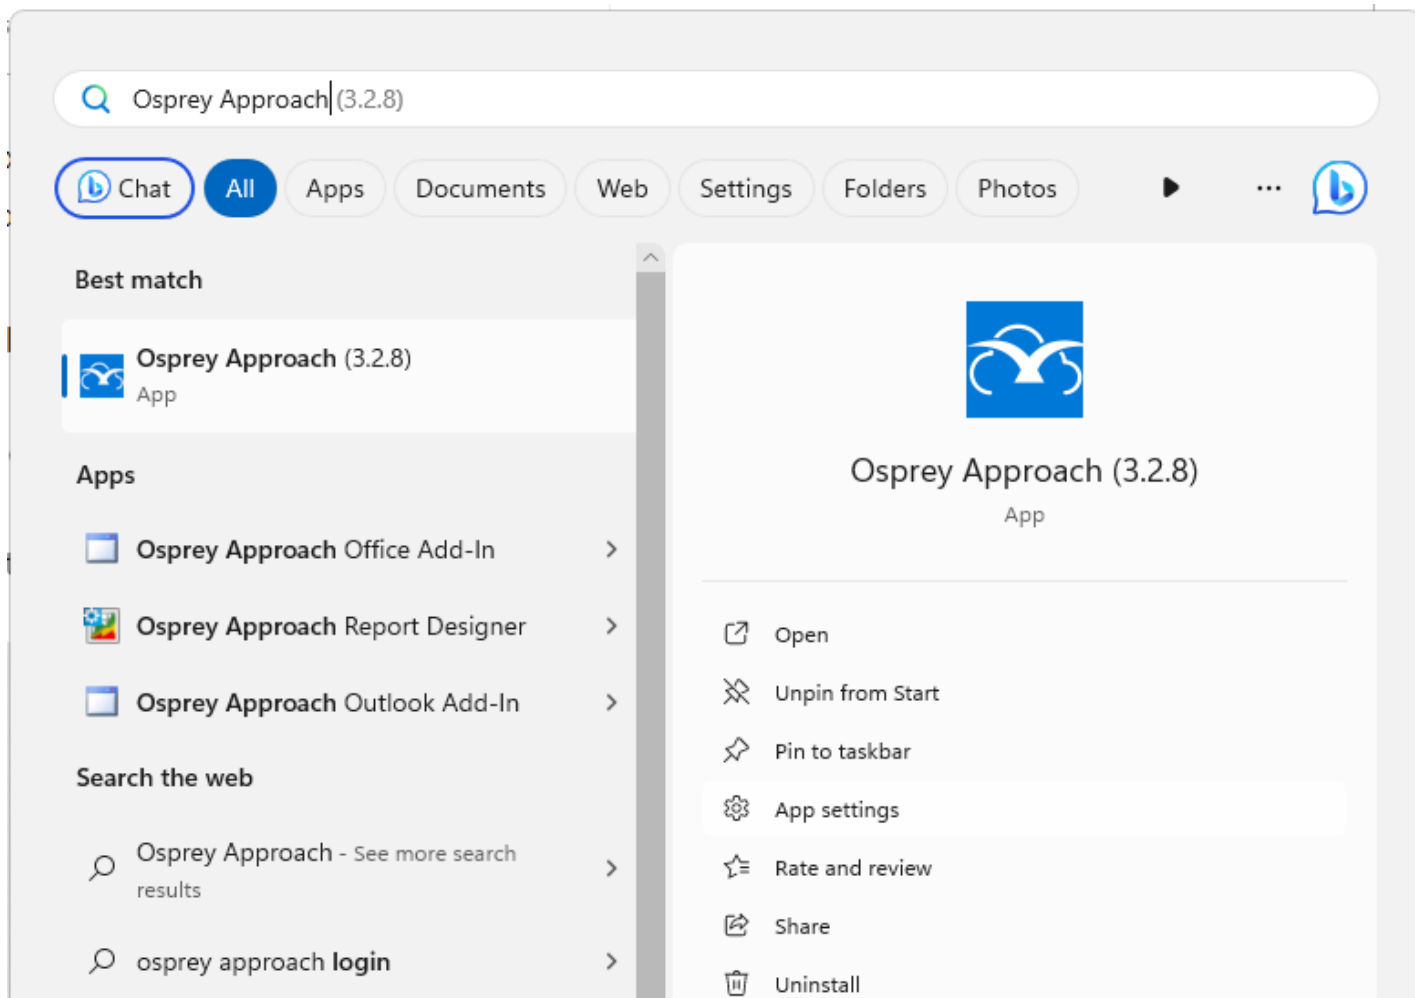 Osprey Approach (3.2.8)
Chat
All
Apps
Documents
Web
Settings
Folders
Photos
Best match
Osprey Approach (3.2.8)
App
Apps
Osprey Approach Office Add-In
Osprey Approach Report Designer
Osprey Approach Outlook Add-In
Search the web
Osprey Approach - See more search
results
osprey approach login
Osprey Approach (3.2.8)
App
Open
Unpin from Start
Pin to taskbar
App settings
Rate and review
Share
Uninstall